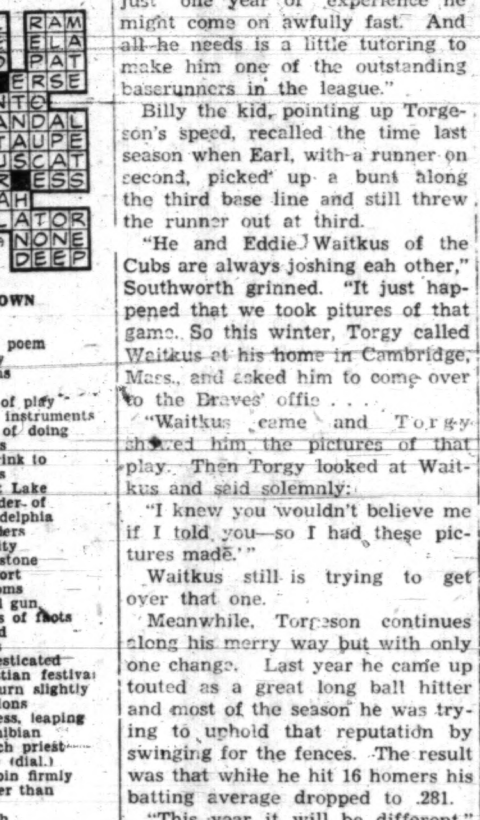 RAM
ELA
PAT
ERSE
NTO
ANDAL
TAUPE
USCAT
R ESS
AH
ATOR
NONE
DEEP
OWN
poem
y
of play
instruments
of doing
s
rink to
s
Lake
der of
delphia
lers
ity
stone
ort
oms
gun
s of foots
d
s
esticated
tian festival
urn slightly
ions
ess, leaping
nibian
ch priest
(dial.)
pin firmly
er than
just one year of experience he
might come on awfully fast. And
all he needs is a little tutoring to
make him one of the outstanding
baserunners in the league."
Billy the kid, pointing up Torge-
son's speed, recalled the time last
season when Earl, with a runner on
second, picked up a bunt along
the third base line and still threw
the runner out at third.
"He and Eddie Waitkus of the
Cubs are always joshing eah other,"
Southworth grinned. "It just hap-
pened that we took pitures of that
game. So this winter, Torgy called
Waitkus at his home in Cambridge,
Mass., and asked him to come over
to the Braves' offic . . .
"Waitkus came and Torgy
showed him the pictures of that
play. Then Torgy looked at Wait-
kus and said solemnly:
"I knew you wouldn't believe me
if I told you—so I had these pic-
tures made.'"
Waitkus still is trying to get
over that one.
Meanwhile, Torgeson continues
along his merry way but with only
one change. Last year he came up
touted as a great long ball hitter
and most of the season he was try-
ing to uphold that reputation by
swinging for the fences. The result
was that while he hit 16 homers his
batting average dropped to .281.
"This year it will be different,"